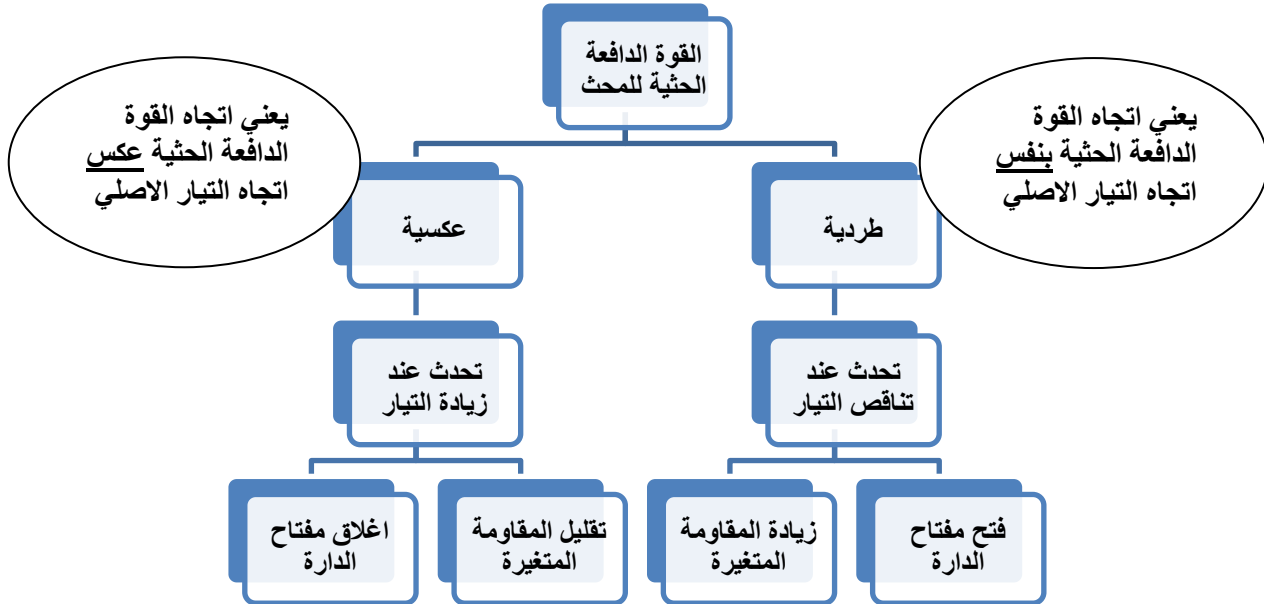 القوة الدافعة
الحثية للمحث
يعني اتجاه القوة
الدافعة الحثية بنفس
اتجاه التيار الاصلي
يعني اتجاه القوة
الدافعة الحثية عكس
اتجاه التيار الاصلي
طردية
عكسية
تحدث عند
تناقص التيار
تحدث عند
زيادة التيار
فتح مفتاح
الدارة
زيادة المقاومة
المتغيرة
تقليل المقاومة
المتغيرة
اغلاق مفتاح
الدارة